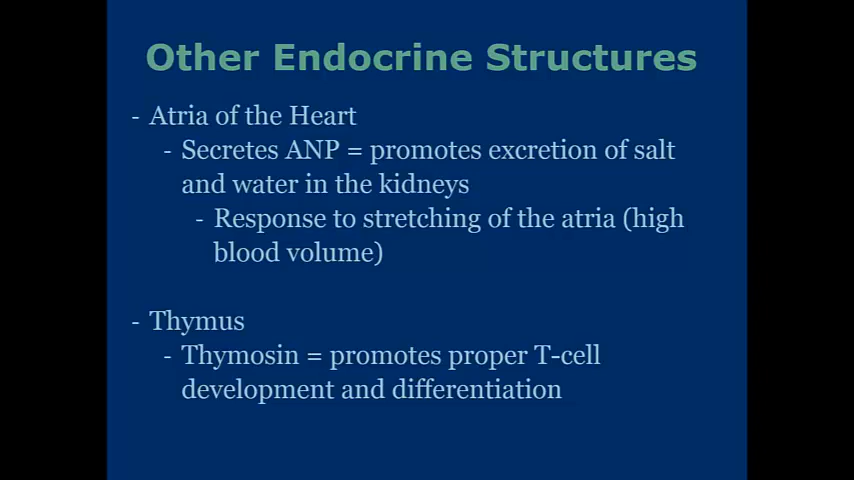 Other Endocrine Structures
- Atria of the Heart
- Secretes ANP = promotes excretion of salt
and water in the kidneys
- Response to stretching of the atria (high
blood volume)
- Thymus
- Thymosin = promotes proper T-cell
development and differentiation